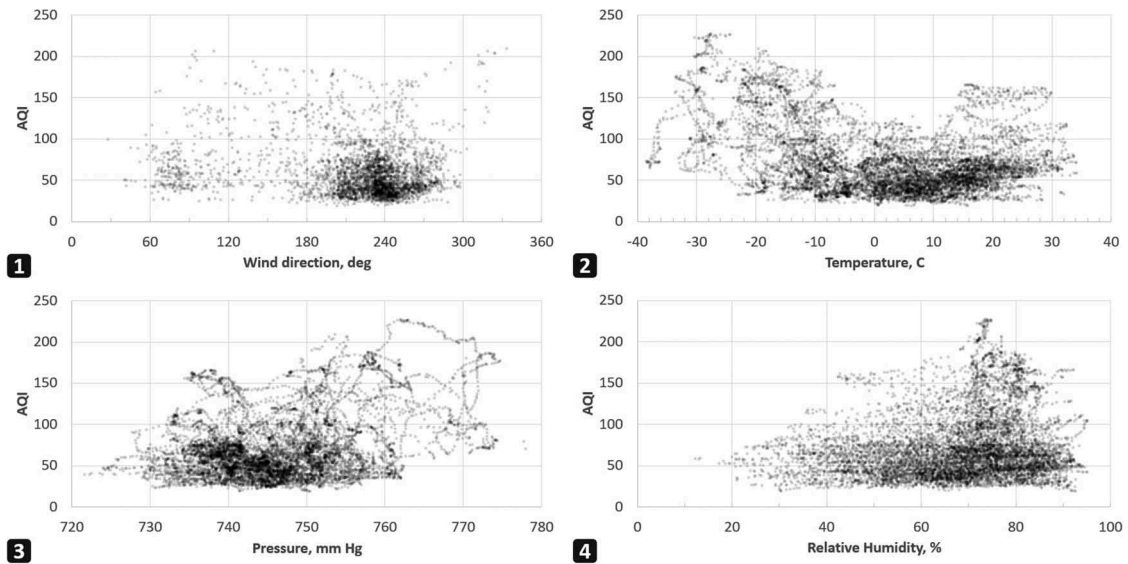 250
200
150
100
50
0
AQI
0 60 120 180 240 300 360
Wind direction, deg
1
250
200
150
100
50
0
AQI
-40 -30 -20 -10 0 10 20 30 40
Temperature, C
2
250
200
150
100
50
0
AQI
720 730 740 750 760 770 780
Pressure, mm Hg
3
250
200
150
100
50
0
AQI
0 20 40 60 80 100
Relative Humidity, %
4